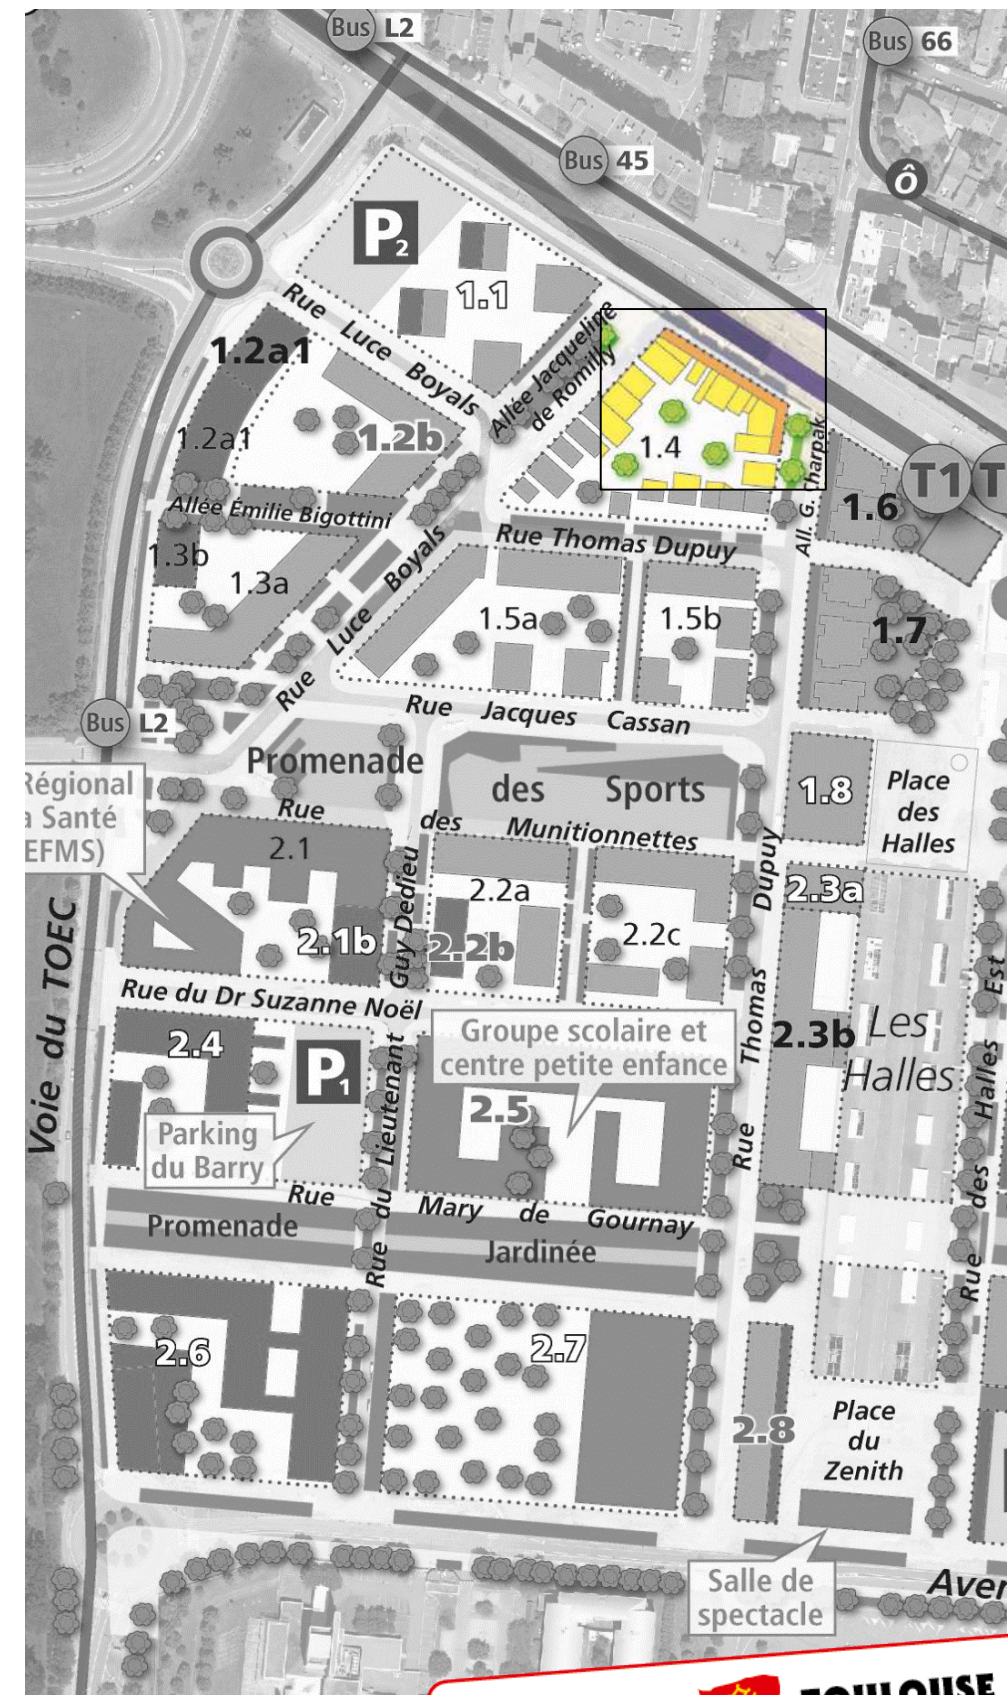 Bus L2
Bus 66
Bus 45
Ô
P2
1.1
Rue Luce Boyals
Allée Jacqueline
de Romilly
1.2a1
1.2a1
1.2b
1.4
All. G. Charpak
T1 T
1.6
Allée Émilie Bigottini
1.3b
1.3a
Rue Luce Boyals
Rue Thomas Dupuy
1.5a
1.5b
1.7
Bus L2
Rue Jacques Cassan
Promenade des Sports
1.8
Place
des
Halles
Régional
a Santé
EFMS)
Rue des Munitionnettes
2.1
2.2a
2.3a
2.1b
2.2b
2.2c
Rue du Lieutenant Guy Dedieu
Rue Thomas Dupuy
Voie du TOEC
Rue du Dr Suzanne Noël
2.4
P1
Groupe scolaire et
centre petite enfance
2.3b
Les
Halles
2.5
Parking
du Barry
Rue des Halles Est
Rue Mary de Gournay
Promenade Jardinée
2.6
2.7
2.8
Place
du
Zenith
Salle de
spectacle
Aven
TOULOUSE